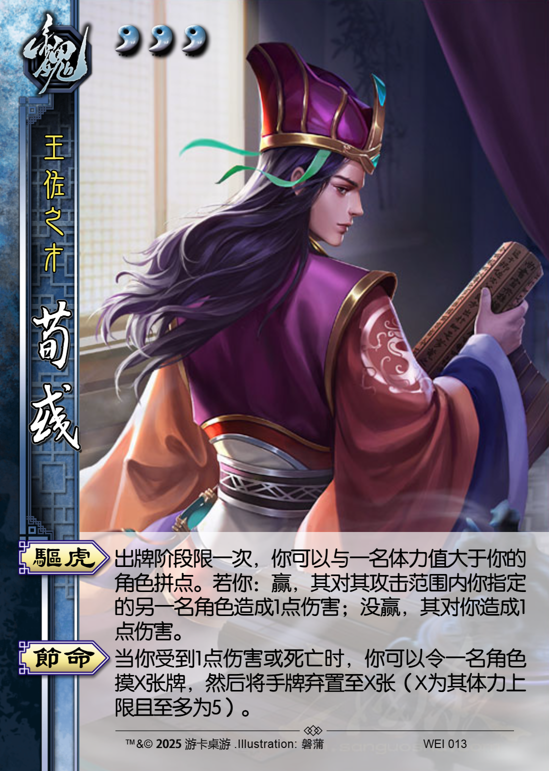 魏
王佐之才
荀彧
驅虎
出牌阶段限一次，你可以与一名体力值大于你的
角色拼点。若你：赢，其对其攻击范围内你指定
的另一名角色造成1点伤害；没赢，其对你造成1
点伤害。
節命
当你受到1点伤害或死亡时，你可以令一名角色
摸X张牌，然后将手牌弃置至X张（X为其体力上
限且至多为5）。
™&© 2025 游卡桌游 .Illustration: 磐蒲
WEI 013